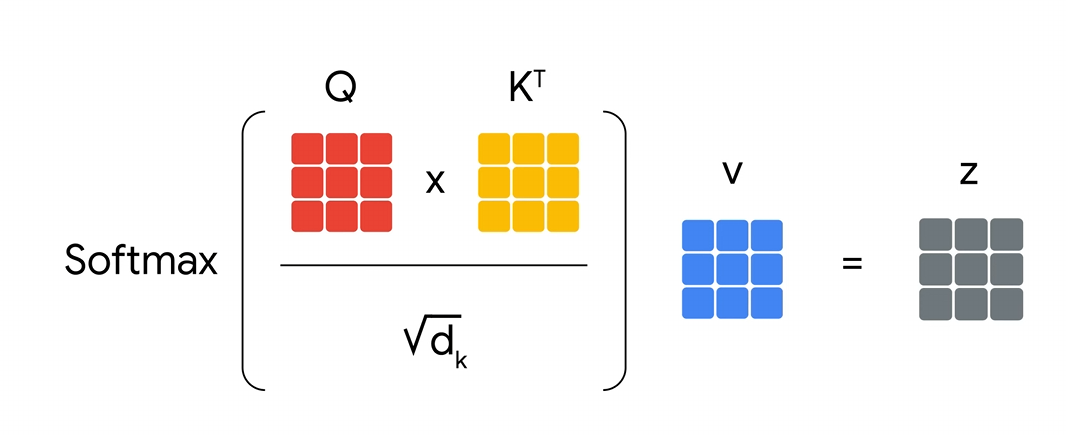 Q Kᵀ
x
v z
Softmax =
√dₖ